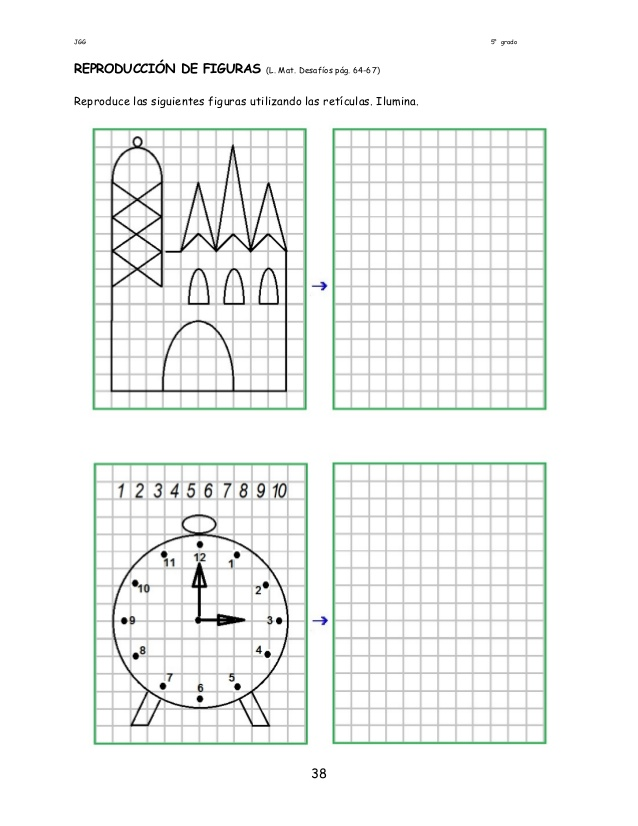 JGG 5° grado
REPRODUCCIÓN DE FIGURAS (L. Mat. Desafíos pág. 64-67)
Reproduce las siguientes figuras utilizando las retículas. Ilumina.
1 2 3 4 5 6 7 8 9 10
12
11 1
10 2
9 3
8 4
7 5
6
38